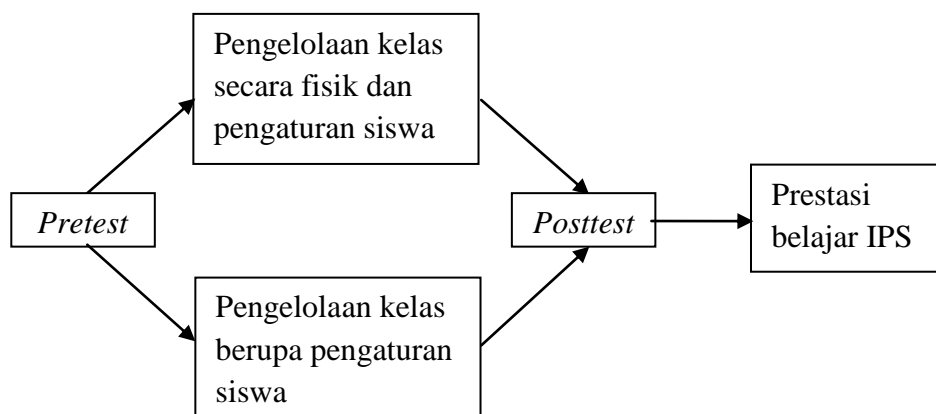 Pengelolaan kelas
secara fisik dan
pengaturan siswa
Pretest
Posttest
Prestasi
belajar IPS
Pengelolaan kelas
berupa pengaturan
siswa